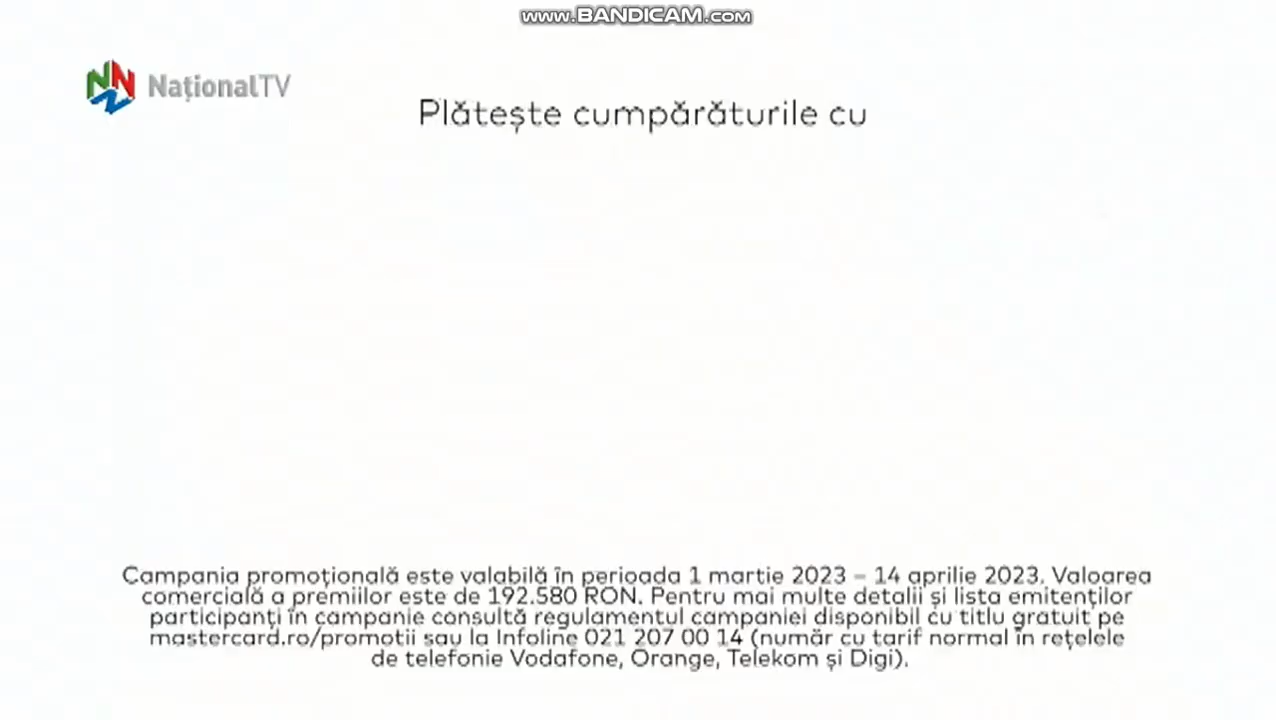 www.BANDICAM.com
NaționalTV
Plătește cumpărăturile cu
Campania promoțională este valabilă în perioada 1 martie 2023 – 14 aprilie 2023. Valoarea
comercială a premiilor este de 192.580 RON. Pentru mai multe detalii și lista emitenților
participanți în campanie consultă regulamentul campaniei disponibil cu titlu gratuit pe
mastercard.ro/promotii sau la Infoline 021 207 00 14 (număr cu tarif normal în rețelele
de telefonie Vodafone, Orange, Telekom și Digi).